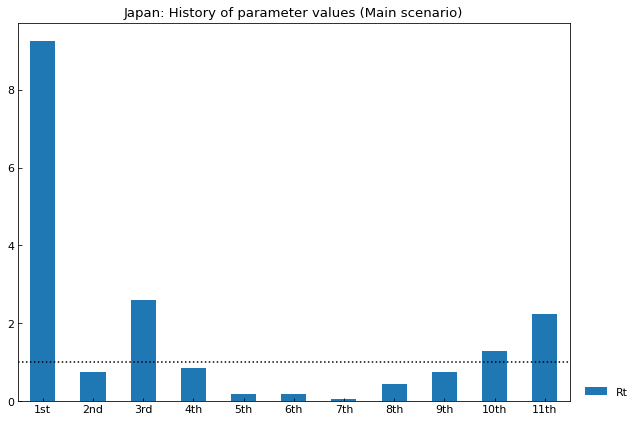 Japan: History of parameter values (Main scenario)
8
6
4
2
0
1st 2nd 3rd 4th 5th 6th 7th 8th 9th 10th 11th
Rt